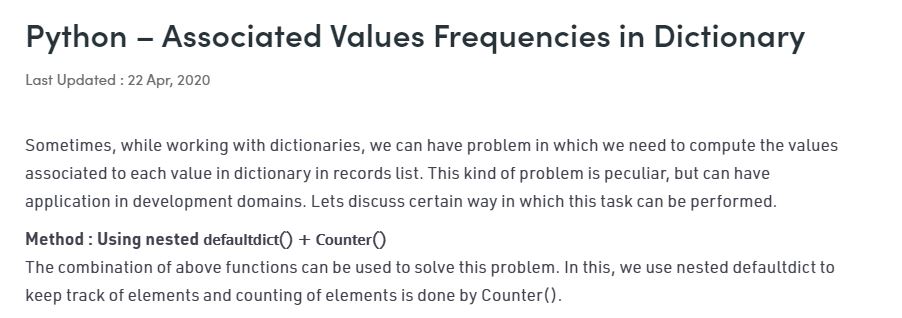 Python – Associated Values Frequencies in Dictionary
Last Updated : 22 Apr, 2020
Sometimes, while working with dictionaries, we can have problem in which we need to compute the values
associated to each value in dictionary in records list. This kind of problem is peculiar, but can have
application in development domains. Lets discuss certain way in which this task can be performed.
Method : Using nested defaultdict() + Counter()
The combination of above functions can be used to solve this problem. In this, we use nested defaultdict to
keep track of elements and counting of elements is done by Counter().